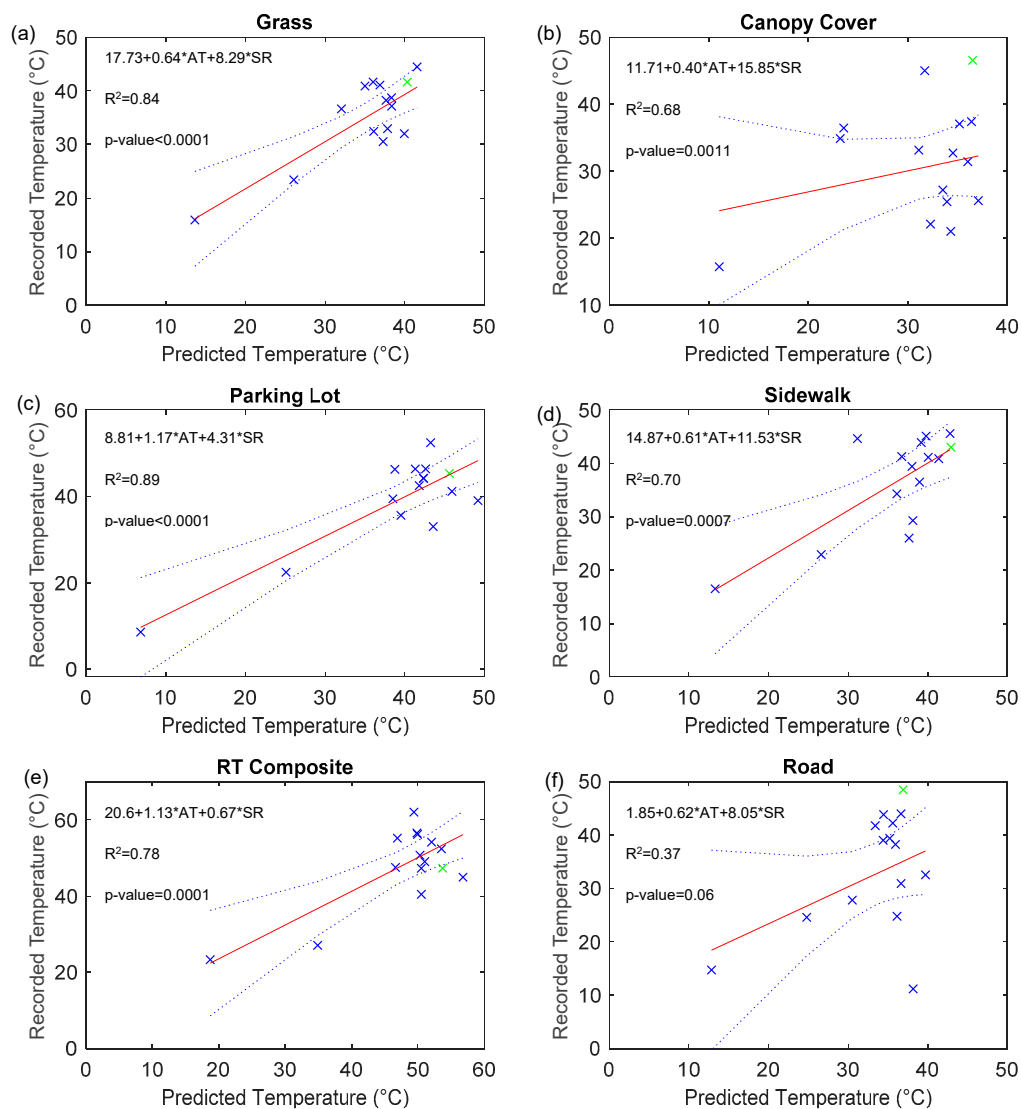 (a)
Grass
17.73+0.64*AT+8.29*SR
R²=0.84
p-value<0.0001
50
40
30
20
10
0
Recorded Temperature (°C)
0 10 20 30 40 50
Predicted Temperature (°C)
(b)
Canopy Cover
11.71+0.40*AT+15.85*SR
R²=0.68
p-value=0.0011
50
40
30
20
10
Recorded Temperature (°C)
0 10 20 30 40
Predicted Temperature (°C)
(c)
Parking Lot
8.81+1.17*AT+4.31*SR
R²=0.89
p-value<0.0001
60
40
20
0
Recorded Temperature (°C)
0 10 20 30 40 50
Predicted Temperature (°C)
(d)
Sidewalk
14.87+0.61*AT+11.53*SR
R²=0.70
p-value=0.0007
50
40
30
20
10
0
Recorded Temperature (°C)
0 10 20 30 40 50
Predicted Temperature (°C)
(e)
RT Composite
20.6+1.13*AT+0.67*SR
R²=0.78
p-value=0.0001
60
40
20
0
Recorded Temperature (°C)
0 10 20 30 40 50 60
Predicted Temperature (°C)
(f)
Road
1.85+0.62*AT+8.05*SR
R²=0.37
p-value=0.06
50
40
30
20
10
0
Recorded Temperature (°C)
0 10 20 30 40 50
Predicted Temperature (°C)